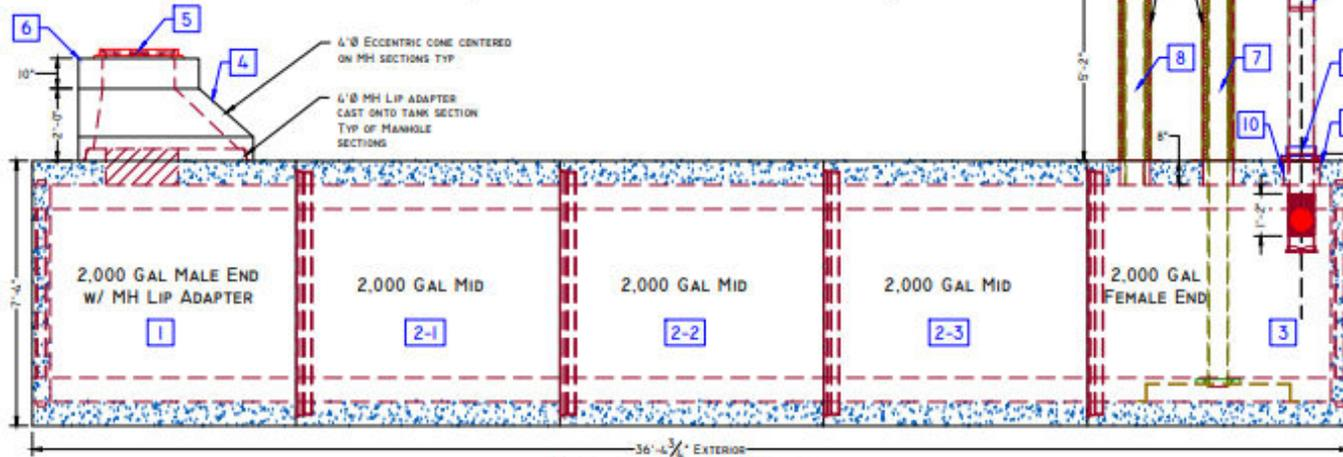 6
5
4
10"
2'-0"
4'Ø ECCENTRIC CONE CENTERED
ON MH SECTIONS TYP
4'Ø MH LIP ADAPTER
CAST ONTO TANK SECTION
TYP OF MANHOLE
SECTIONS
8
7
10
8"
1'-2"
7'-4"
2,000 GAL MALE END
W/ MH LIP ADAPTER
1
2,000 GAL MID
2-1
2,000 GAL MID
2-2
2,000 GAL MID
2-3
2,000 GAL
FEMALE END
3
36'-4¾" EXTERIOR